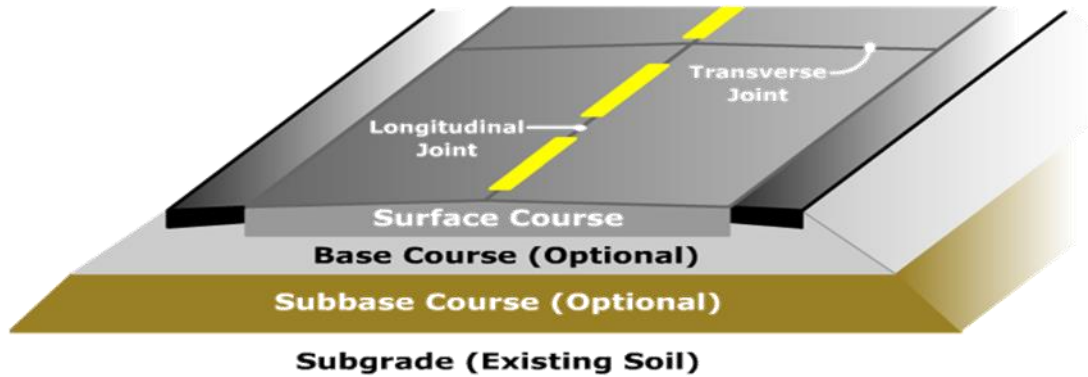 Transverse
Joint
Longitudinal
Joint
Surface Course
Base Course (Optional)
Subbase Course (Optional)
Subgrade (Existing Soil)